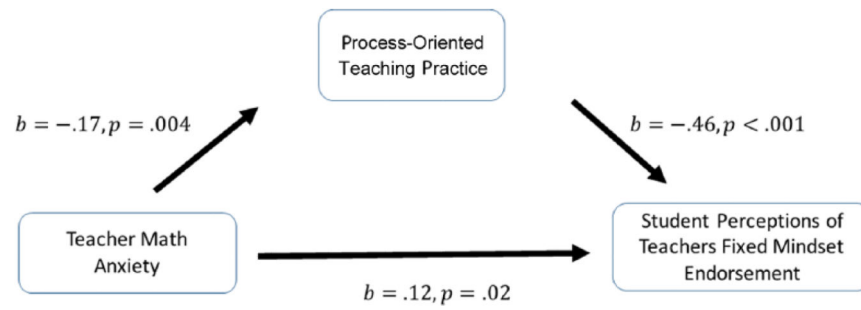 Process-Oriented
Teaching Practice
b = −.17, p = .004
b = −.46, p < .001
Teacher Math
Anxiety
Student Perceptions of
Teachers Fixed Mindset
Endorsement
b = .12, p = .02